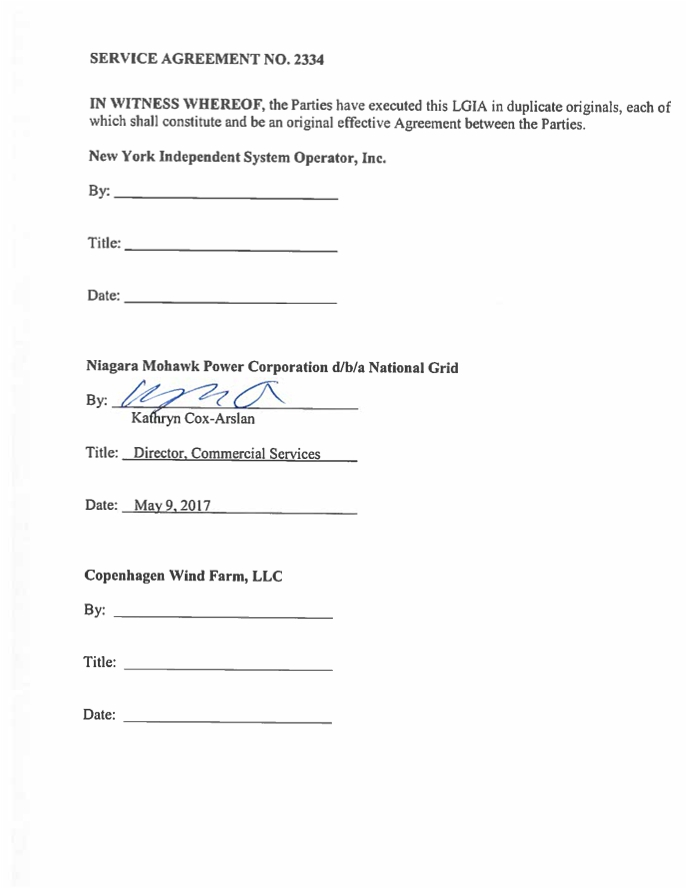 SERVICE AGREEMENT NO. 2334
IN WITNESS WHEREOF, the Parties have executed this LGIA in duplicate originals, each of
which shall constitute and be an original effective Agreement between the Parties.
New York Independent System Operator, Inc.
By:
Title:
Date:
Niagara Mohawk Power Corporation d/b/a National Grid
By:
Kathryn Cox-Arslan
Title: Director, Commercial Services
Date: May 9, 2017
Copenhagen Wind Farm, LLC
By:
Title:
Date: